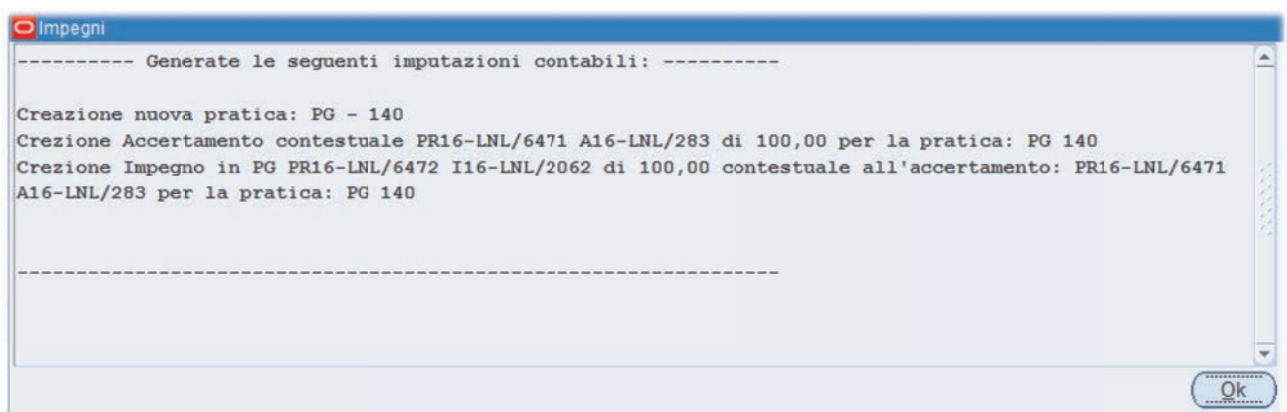 Impegni
---------- Generate le seguenti imputazioni contabili: ----------
Creazione nuova pratica: PG - 140
Crezione Accertamento contestuale PR16-LNL/6471 A16-LNL/283 di 100,00 per la pratica: PG 140
Crezione Impegno in PG PR16-LNL/6472 I16-LNL/2062 di 100,00 contestuale all'accertamento: PR16-LNL/6471
A16-LNL/283 per la pratica: PG 140
-----------------------------------------------------------------
Ok